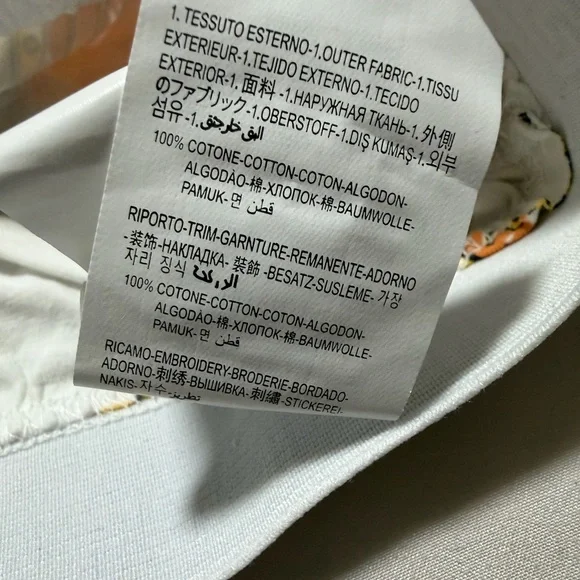 1. TESSUTO ESTERNO-1.OUTER FABRIC-1.TISSU
EXTERIEUR-1.TEJIDO EXTERNO-1.TECIDO
EXTERIOR-1. 面料 -1.НАРУЖНАЯ ТКАНЬ-1. 外側
のファブリック-1.OBERSTOFF-1.DIŞ KUMAŞ-1.외부
섬유 -1.
100% COTONE-COTTON-COTON-ALGODON-
ALGODÃO-棉-ХЛОПОК-棉-BAUMWOLLE-
PAMUK-면 قطن
RIPORTO-TRIM-GARNTURE-REMANENTE-ADORNO
-装饰-НАКЛАДКА- 裝飾 -BESATZ-SUSLEME- 가장
자리 장식
100% COTONE-COTTON-COTON-ALGODON-
ALGODÃO-棉-ХЛОПОК-棉-BAUMWOLLE-
PAMUK-면 قطن
RICAMO-EMBROIDERY-BRODERIE-BORDADO-
ADORNO-刺绣-ВЫШИВКА-刺繡-STICKEREI-
NAKIS-자수 تطريز